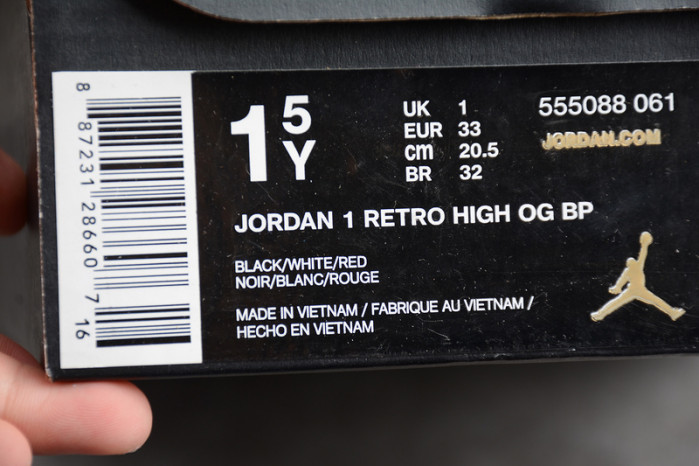 8 87231 28660 7 16
1 5 Y
UK 1
EUR 33
cm 20.5
BR 32
555088 061
JORDAN.COM
JORDAN 1 RETRO HIGH OG BP
BLACK/WHITE/RED
NOIR/BLANC/ROUGE
MADE IN VIETNAM / FABRIQUE AU VIETNAM /
HECHO EN VIETNAM